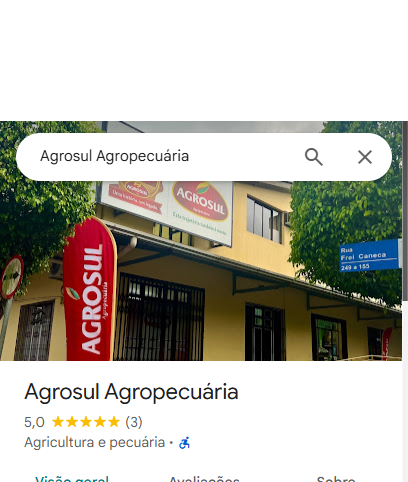 Agrosul Agropecuária
AGROSUL
AGROSUL
Agropecuária
Rua
Frei Caneca
249 a 155
Agrosul Agropecuária
5,0 (3)
Agricultura e pecuária ·
Visão geral Avaliações Sobre